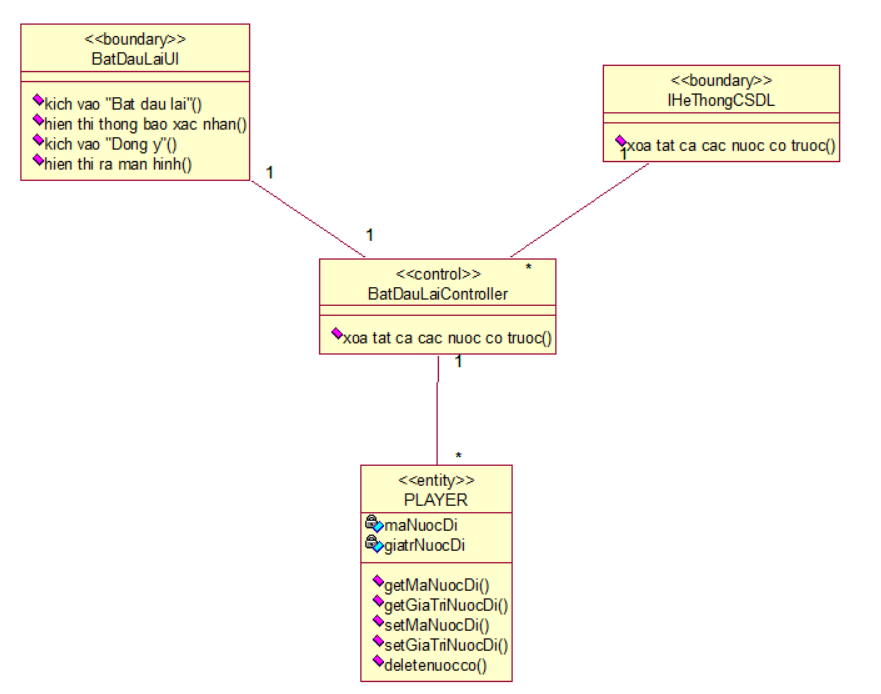 <<boundary>>
BatDauLaiUI
kich vao "Bat dau lai"()
hien thi thong bao xac nhan()
kich vao "Dong y"()
hien thi ra man hinh()
<<boundary>>
IHeThongCSDL
xoa tat ca cac nuoc co truoc()
1
1
1
*
<<control>>
BatDauLaiController
xoa tat ca cac nuoc co truoc()
1
*
<<entity>>
PLAYER
maNuocDi
giatrNuocDi
getMaNuocDi()
getGiaTriNuocDi()
setMaNuocDi()
setGiaTriNuocDi()
deletenuocco()